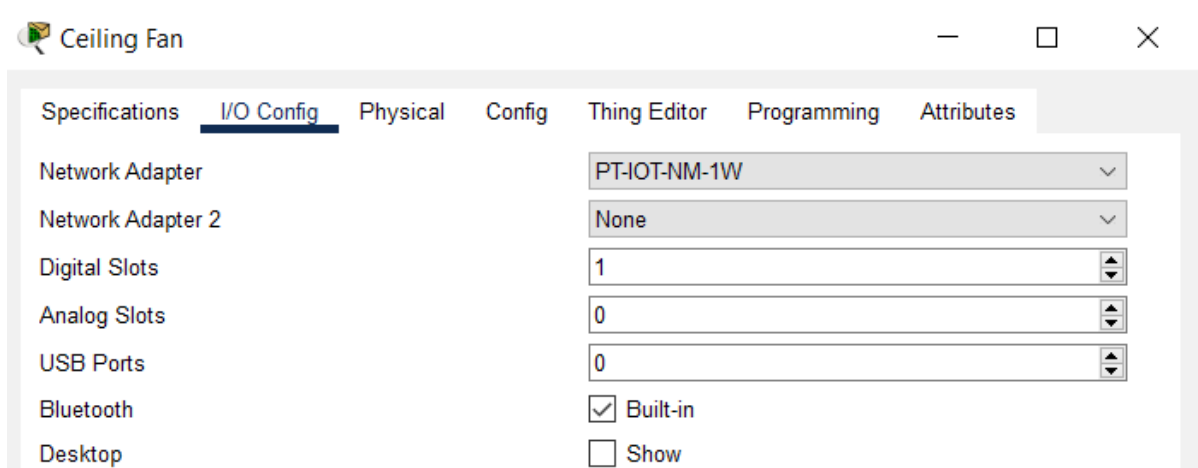 Ceiling Fan
Specifications I/O Config Physical Config Thing Editor Programming Attributes
Network Adapter PT-IOT-NM-1W
Network Adapter 2 None
Digital Slots 1
Analog Slots 0
USB Ports 0
Bluetooth Built-in
Desktop Show